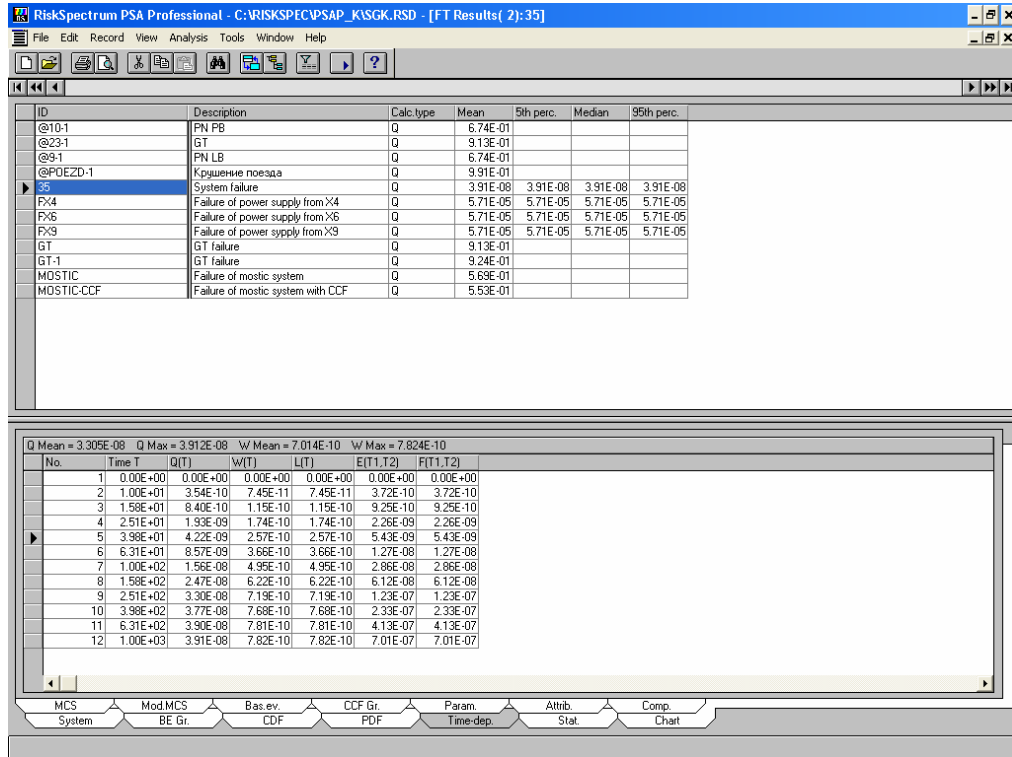 RiskSpectrum PSA Professional - C:\RISKSPEC\PSAP_K\SGK.RSD - [FT Results( 2):35]
File Edit Record View Analysis Tools Window Help
ID Description Calc.type Mean 5th perc. Median 95th perc.
@10-1 PN PB Q 6.74E-01
@23-1 GT Q 9.13E-01
@9-1 PN LB Q 6.74E-01
@POEZD-1 Крушение поезда Q 9.91E-01
35 System failure Q 3.91E-08 3.91E-08 3.91E-08 3.91E-08
FX4 Failure of power supply from X4 Q 5.71E-05 5.71E-05 5.71E-05 5.71E-05
FX6 Failure of power supply from X6 Q 5.71E-05 5.71E-05 5.71E-05 5.71E-05
FX9 Failure of power sypply from X9 Q 5.71E-05 5.71E-05 5.71E-05 5.71E-05
GT GT failure Q 9.13E-01
GT-1 GT failure Q 9.24E-01
MOSTIC Failure of mostic system Q 5.69E-01
MOSTIC-CCF Failure of mostic system with CCF Q 5.53E-01
Q Mean = 3.305E-08 Q Max = 3.912E-08 W Mean = 7.014E-10 W Max = 7.824E-10
No. Time T Q(T) W(T) L(T) E(T1,T2) F(T1,T2)
1 0.00E+00 0.00E+00 0.00E+00 0.00E+00 0.00E+00 0.00E+00
2 1.00E+01 3.54E-10 7.45E-11 7.45E-11 3.72E-10 3.72E-10
3 1.58E+01 8.40E-10 1.15E-10 1.15E-10 9.25E-10 9.25E-10
4 2.51E+01 1.93E-09 1.74E-10 1.74E-10 2.26E-09 2.26E-09
5 3.98E+01 4.22E-09 2.57E-10 2.57E-10 5.43E-09 5.43E-09
6 6.31E+01 8.57E-09 3.66E-10 3.66E-10 1.27E-08 1.27E-08
7 1.00E+02 1.56E-08 4.95E-10 4.95E-10 2.86E-08 2.86E-08
8 1.58E+02 2.47E-08 6.22E-10 6.22E-10 6.12E-08 6.12E-08
9 2.51E+02 3.30E-08 7.19E-10 7.19E-10 1.23E-07 1.23E-07
10 3.98E+02 3.77E-08 7.68E-10 7.68E-10 2.33E-07 2.33E-07
11 6.31E+02 3.90E-08 7.81E-10 7.81E-10 4.13E-07 4.13E-07
12 1.00E+03 3.91E-08 7.82E-10 7.82E-10 7.01E-07 7.01E-07
MCS Mod.MCS Bas.ev. CCF Gr. Param. Attrib. Comp.
System BE Gr. CDF PDF Time-dep. Stat. Chart